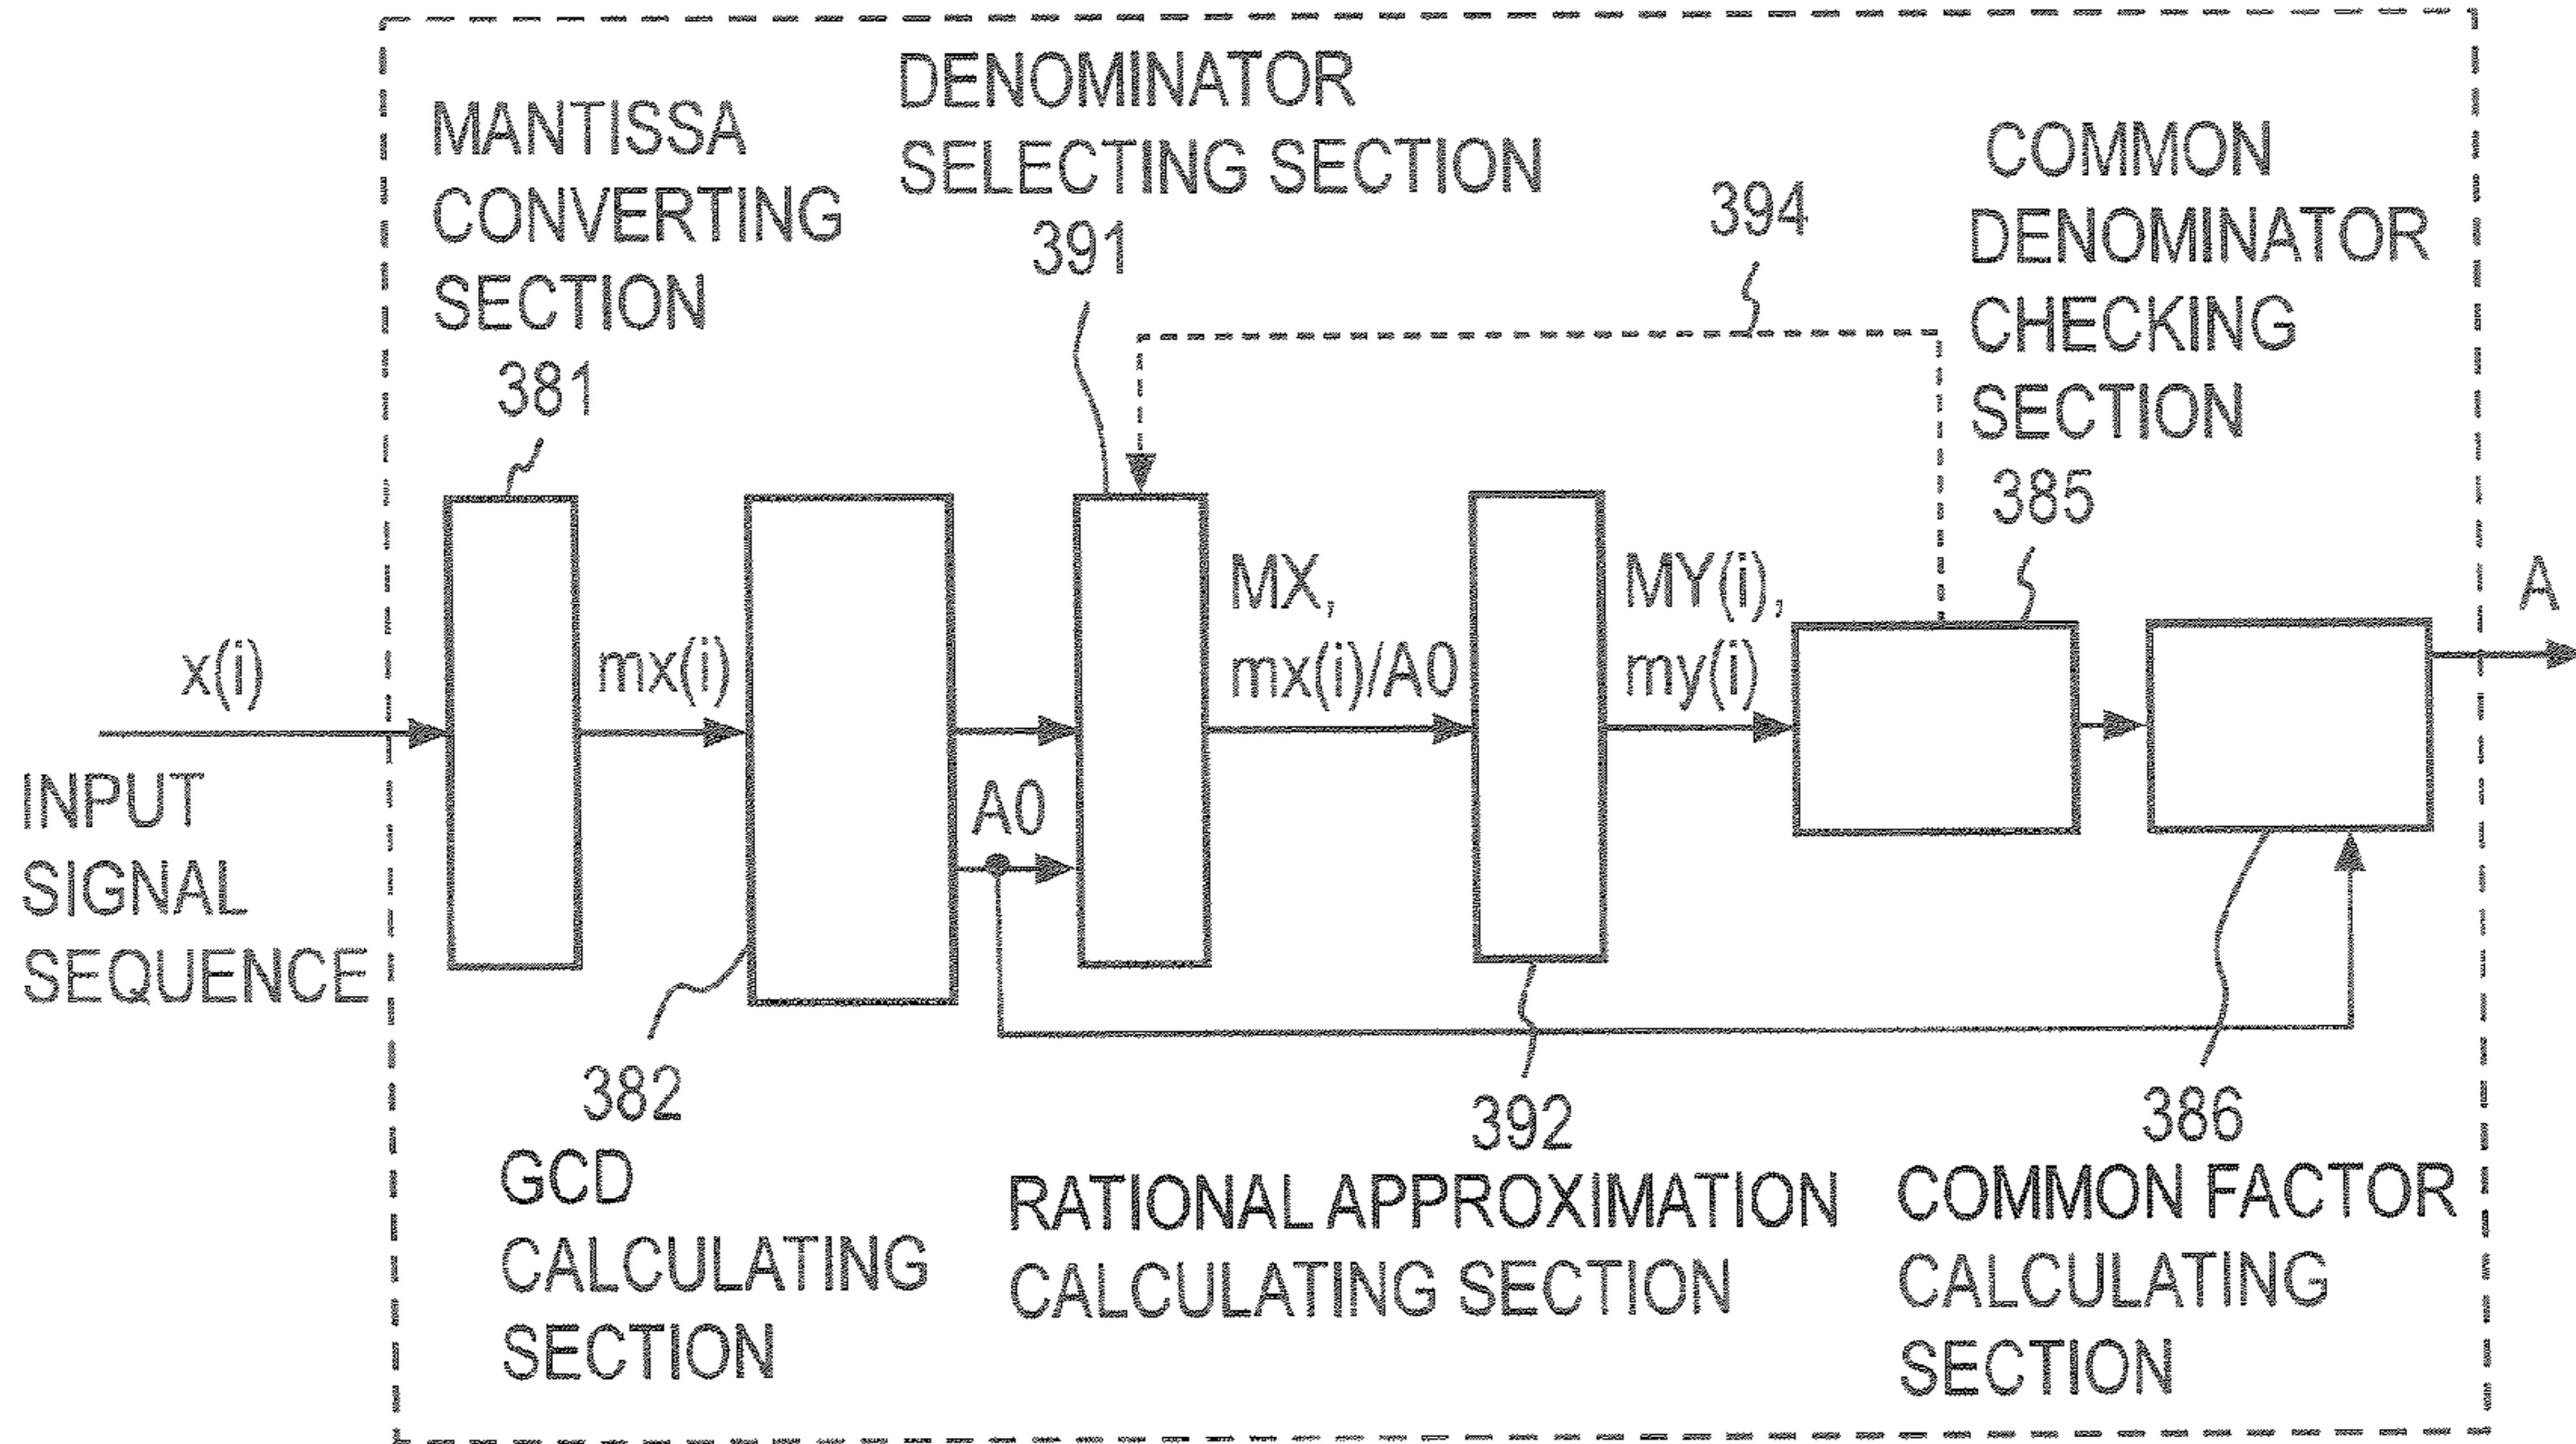 DENOMINATOR
SELECTING SECTION
391
MANTISSA
CONVERTING
SECTION
381
394
COMMON
DENOMINATOR
CHECKING
SECTION
385
x(i)
INPUT
SIGNAL
SEQUENCE
mx(i)
A0
MX,
mx(i)/A0
MY(i),
my(i)
A
382
GCD
CALCULATING
SECTION
392
RATIONAL APPROXIMATION
CALCULATING SECTION
386
COMMON FACTOR
CALCULATING
SECTION